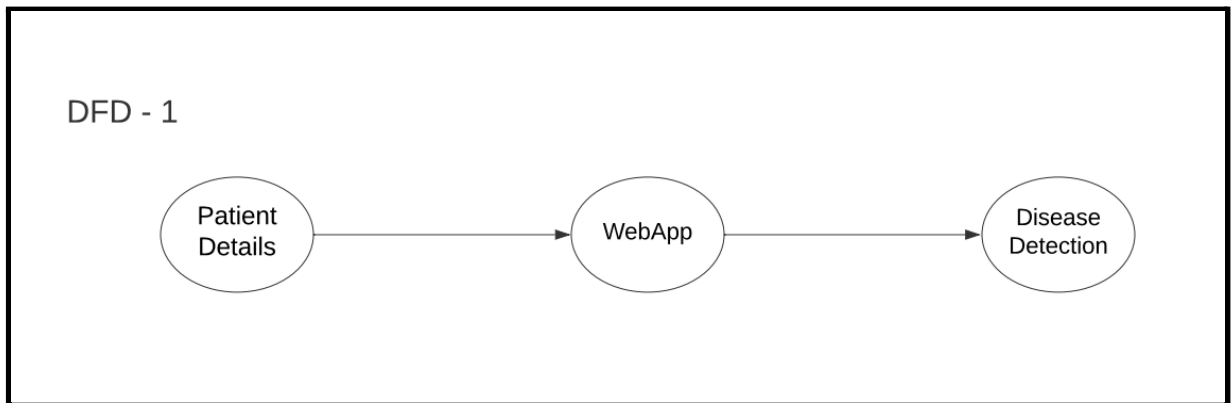 DFD - 1
Patient
Details
WebApp
Disease
Detection